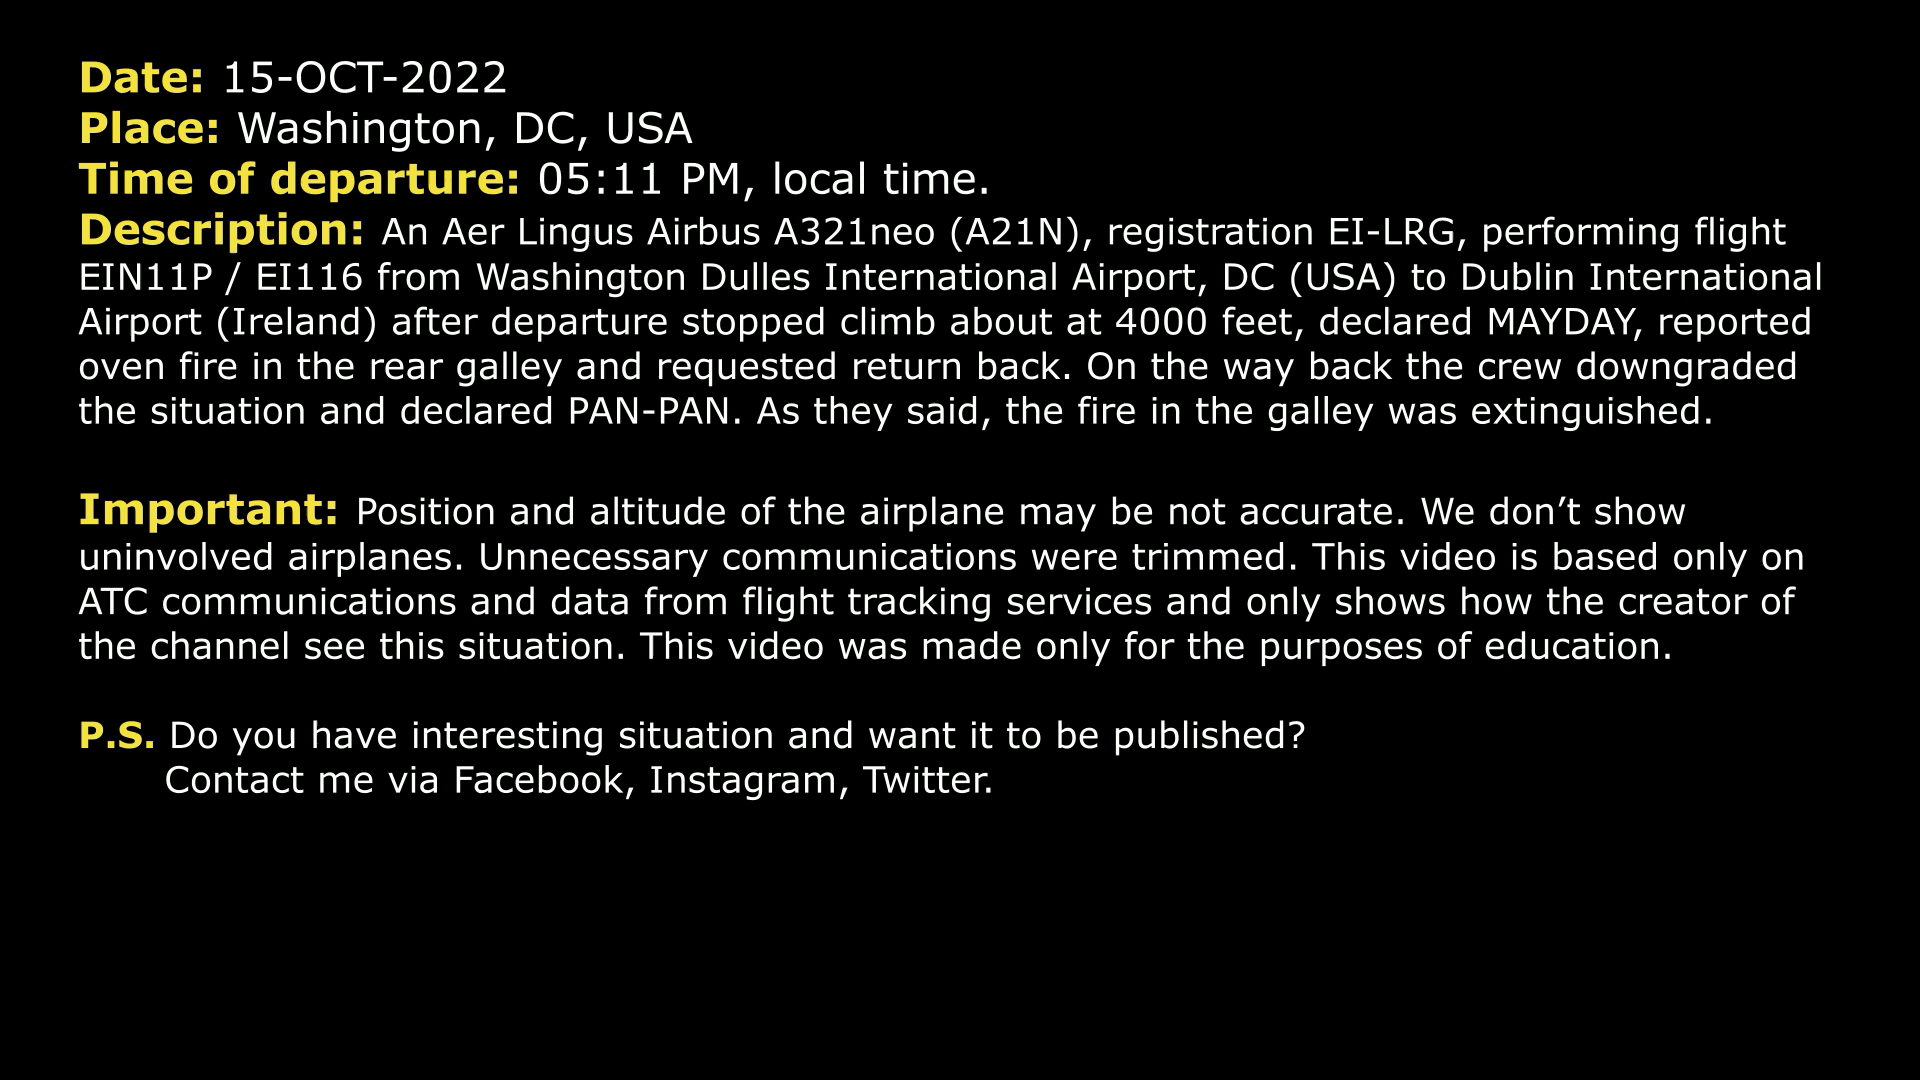 Date: 15-OCT-2022
Place: Washington, DC, USA
Time of departure: 05:11 PM, local time.
Description: An Aer Lingus Airbus A321neo (A21N), registration EI-LRG, performing flight
EIN11P / EI116 from Washington Dulles International Airport, DC (USA) to Dublin International
Airport (Ireland) after departure stopped climb about at 4000 feet, declared MAYDAY, reported
oven fire in the rear galley and requested return back. On the way back the crew downgraded
the situation and declared PAN-PAN. As they said, the fire in the galley was extinguished.
Important: Position and altitude of the airplane may be not accurate. We don’t show
uninvolved airplanes. Unnecessary communications were trimmed. This video is based only on
ATC communications and data from flight tracking services and only shows how the creator of
the channel see this situation. This video was made only for the purposes of education.
P.S. Do you have interesting situation and want it to be published?
Contact me via Facebook, Instagram, Twitter.